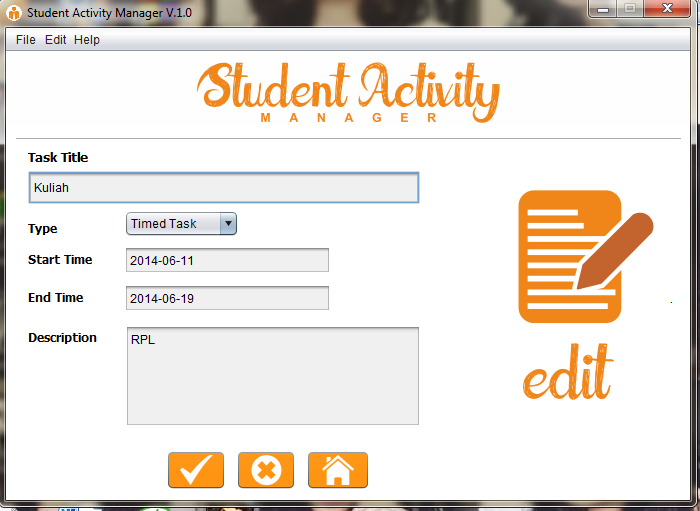 Student Activity Manager V.1.0
File Edit Help
Student Activity
MANAGER
Task Title
Kuliah
Type Timed Task
Start Time 2014-06-11
End Time 2014-06-19
Description RPL
edit